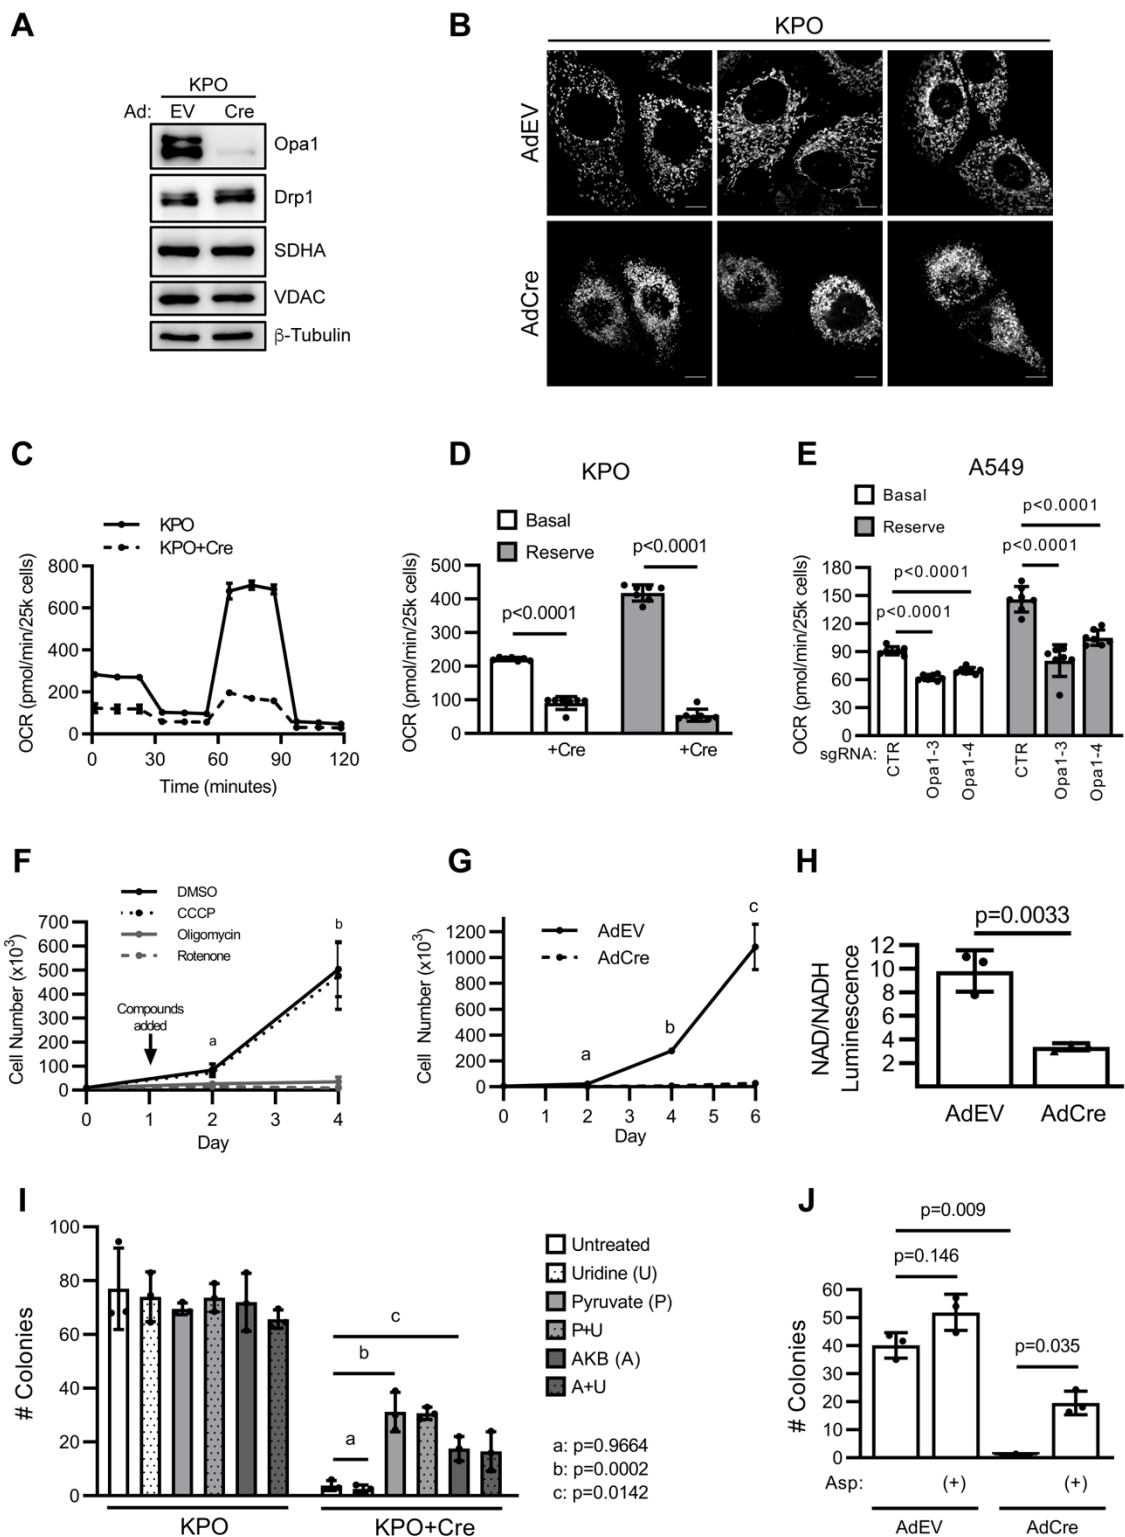 A
KPO
Ad: EV Cre
Opa1
Drp1
SDHA
VDAC
β-Tubulin
B
KPO
AdEV
AdCre
C
KPO
KPO+Cre
OCR (pmol/min/25k cells)
800
600
400
200
0
0 30 60 90 120
Time (minutes)
D
KPO
Basal
Reserve
p<0.0001
p<0.0001
OCR (pmol/min/25k cells)
500
400
300
200
100
0
+Cre +Cre
E
A549
Basal
Reserve
p<0.0001
p<0.0001
p<0.0001
p<0.0001
OCR (pmol/min/25k cells)
180
150
120
90
60
30
0
sgRNA: CTR Opa1-3 Opa1-4 CTR Opa1-3 Opa1-4
F
DMSO
CCCP
Oligomycin
Rotenone
Cell Number (x10³)
700
600
500
400
300
200
100
0
Compounds
added
a
b
0 1 2 3 4
Day
G
AdEV
AdCre
Cell Number (x10³)
1200
1000
800
600
400
200
0
a
b
c
0 1 2 3 4 5 6
Day
H
p=0.0033
NAD/NADH
Luminescence
12
10
8
6
4
2
AdEV AdCre
I
# Colonies
100
80
60
40
20
0
c
b
a
KPO KPO+Cre
Untreated
Uridine (U)
Pyruvate (P)
P+U
AKB (A)
A+U
a: p=0.9664
b: p=0.0002
c: p=0.0142
J
p=0.009
p=0.146
p=0.035
# Colonies
60
50
40
30
20
10
0
Asp: (+) (+)
AdEV AdCre